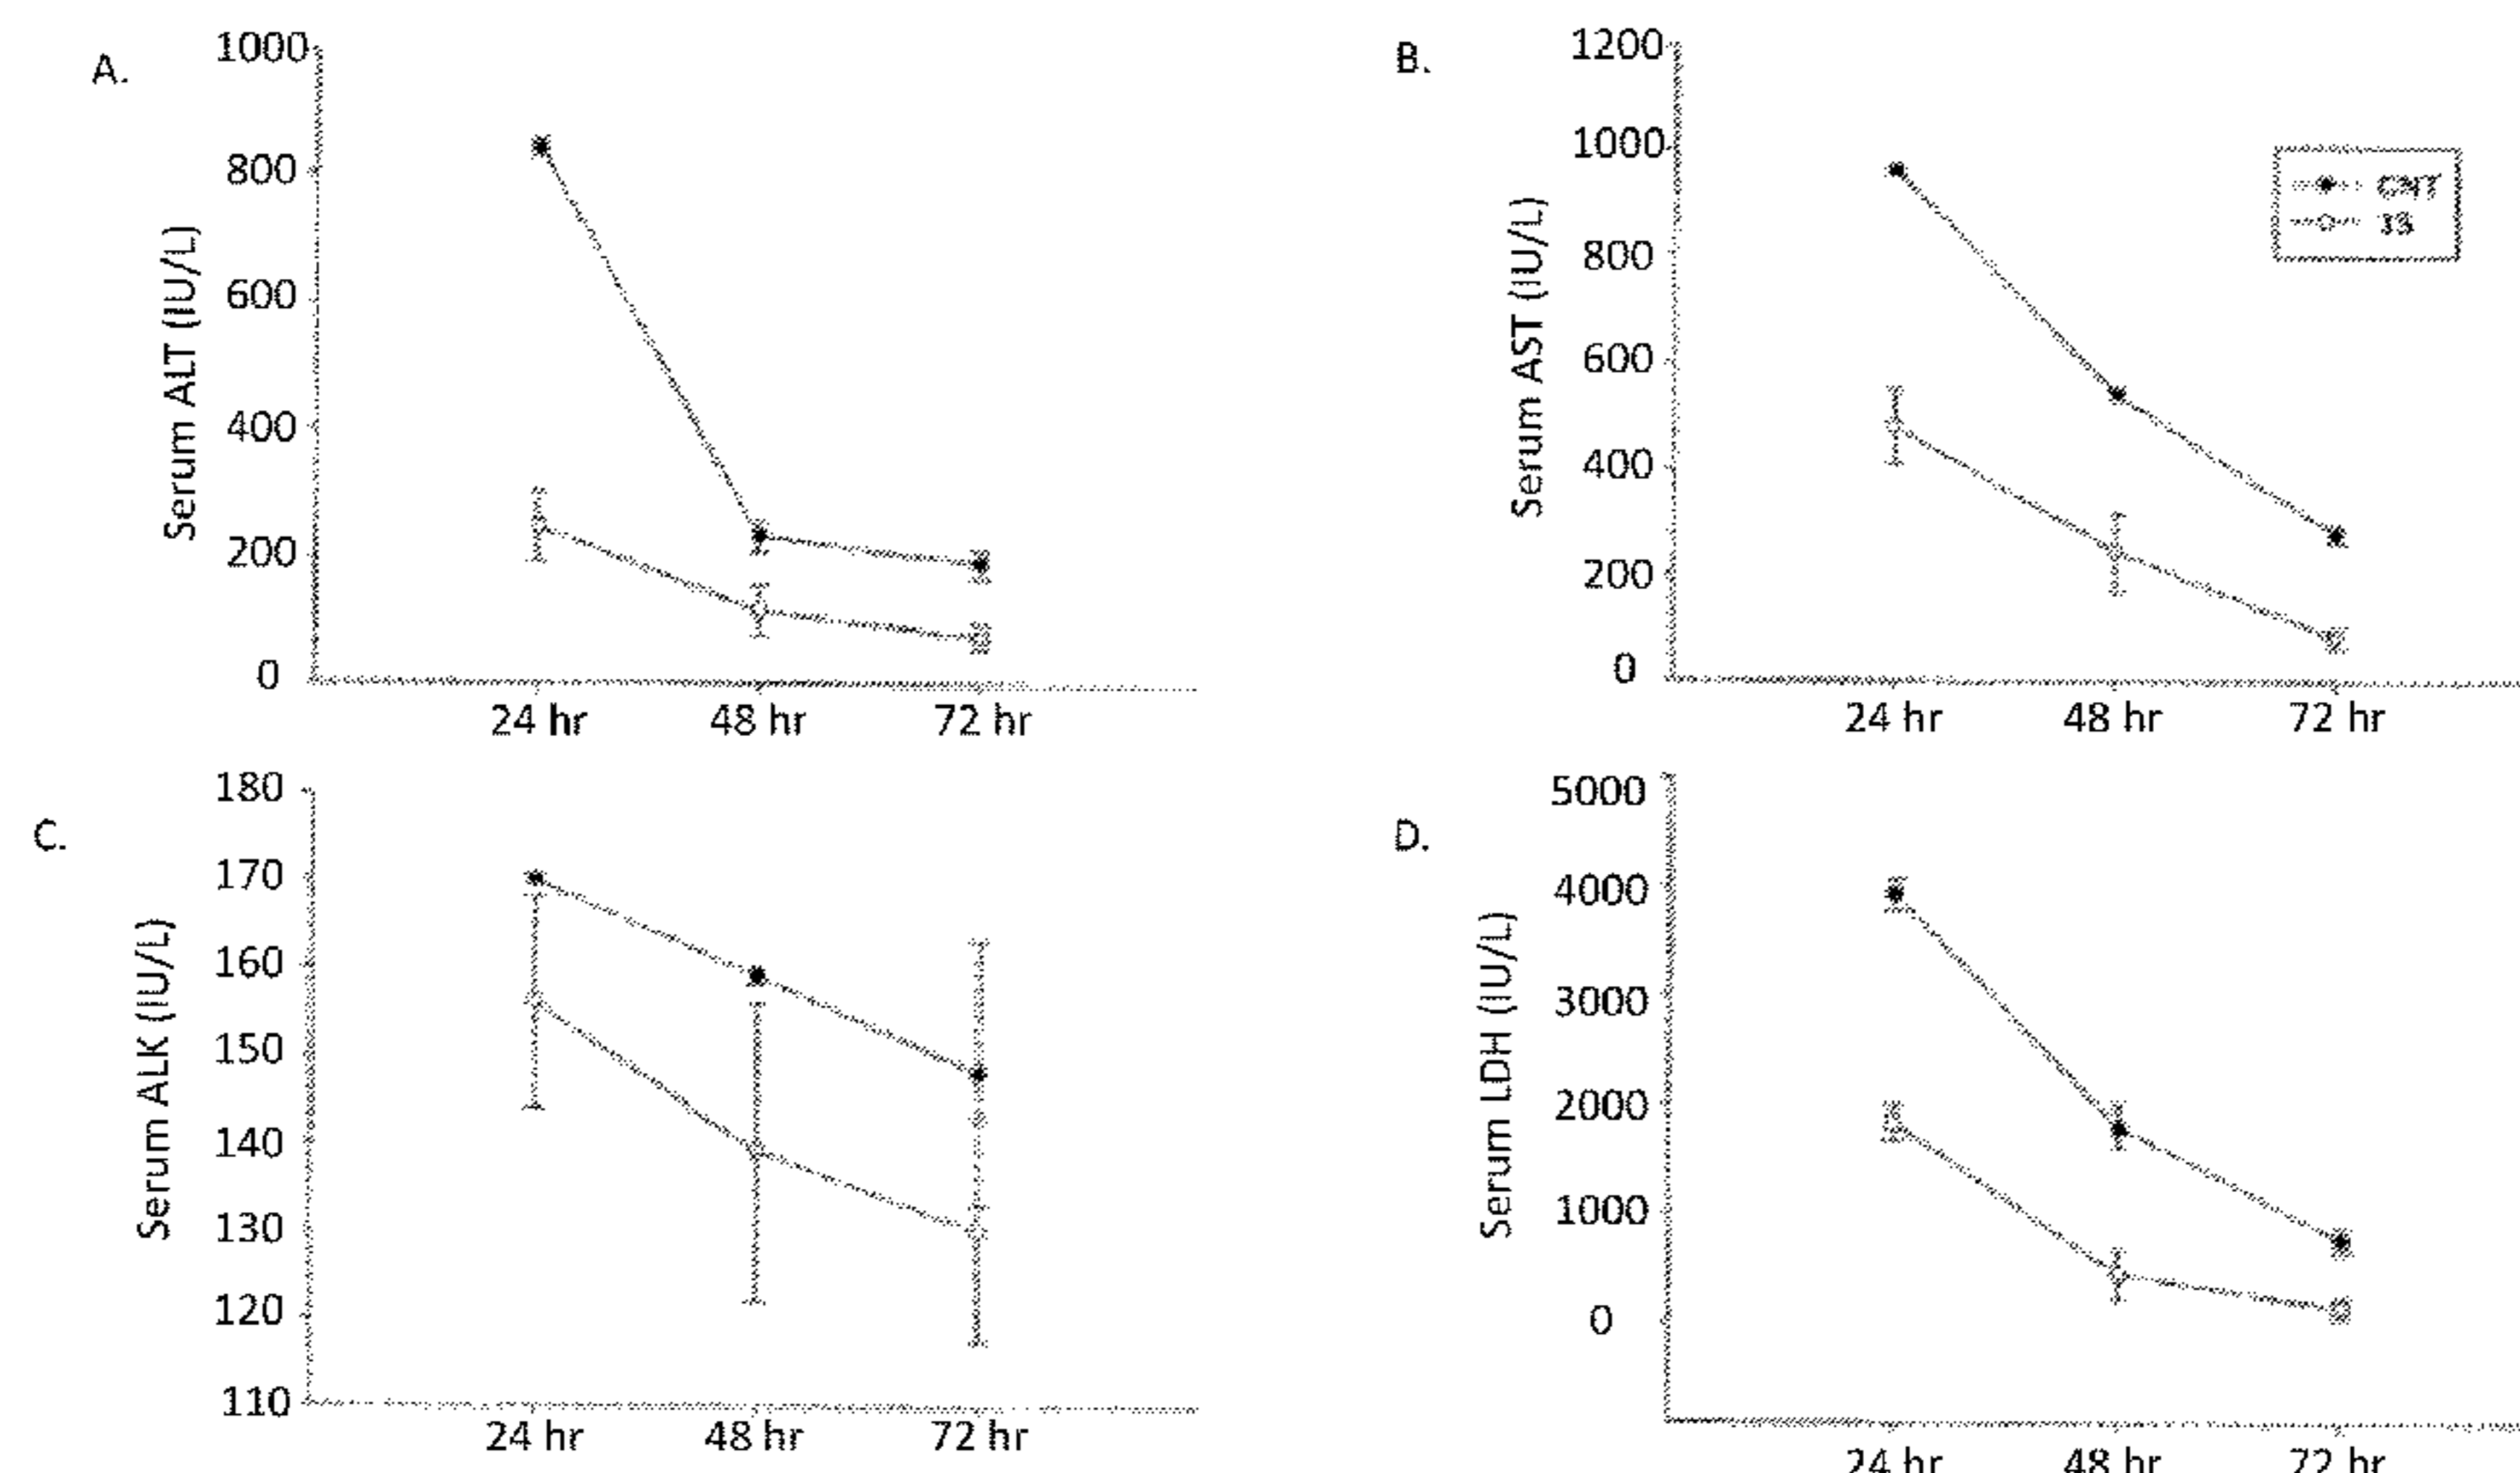 A.
Serum ALT (IU/L)
1000
800
600
400
200
0
24 hr 48 hr 72 hr
B.
Serum AST (IU/L)
1200
1000
800
600
400
200
0
24 hr 48 hr 72 hr
CNT
C.
Serum ALK (IU/L)
180
170
160
150
140
130
120
110
24 hr 48 hr 72 hr
D.
Serum LDH (IU/L)
5000
4000
3000
2000
1000
0
24 hr 48 hr 72 hr